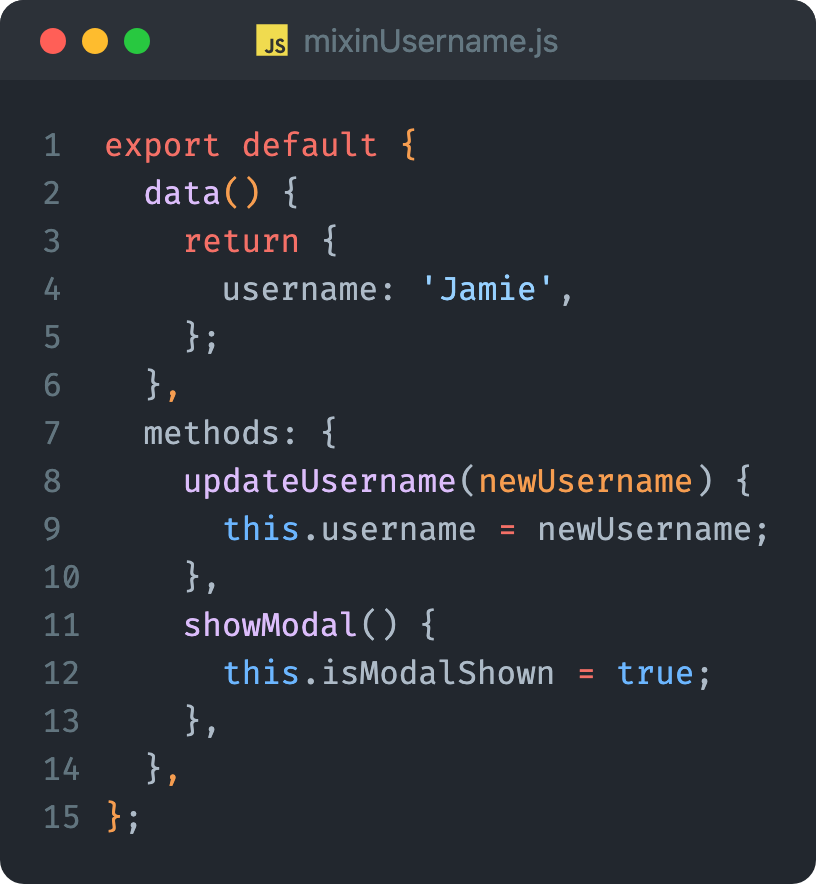 JS mixinUsername.js
1 export default {
2   data() {
3     return {
4       username: 'Jamie',
5     };
6   },
7   methods: {
8     updateUsername(newUsername) {
9       this.username = newUsername;
10     },
11     showModal() {
12       this.isModalShown = true;
13     },
14   },
15 };